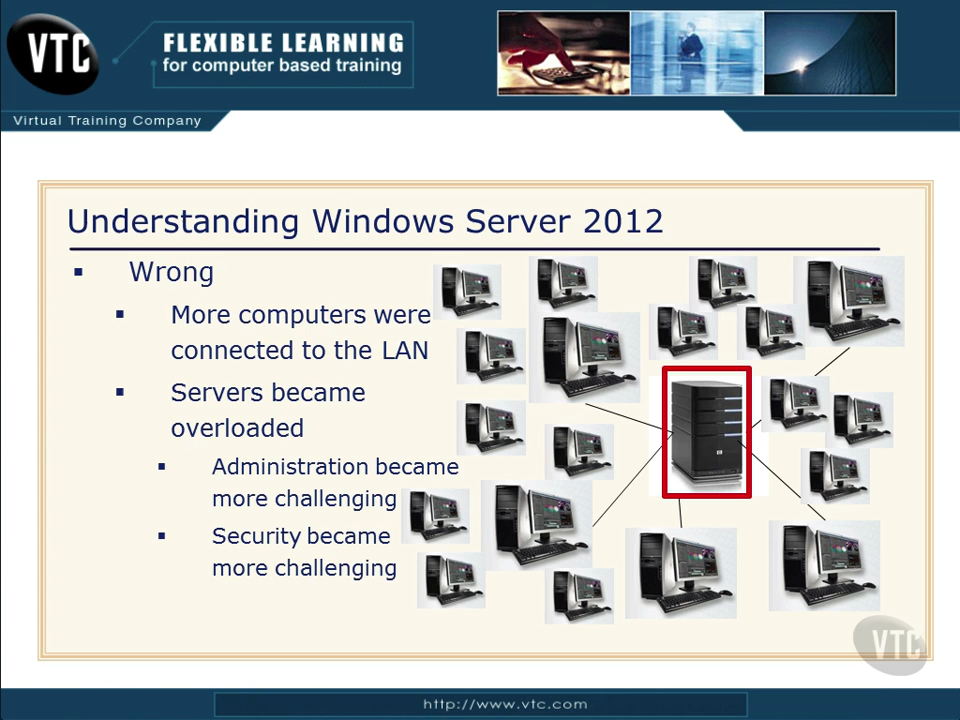 VTC
FLEXIBLE LEARNING
for computer based training
Virtual Training Company
Understanding Windows Server 2012
▪ Wrong
▪ More computers were
connected to the LAN
▪ Servers became
overloaded
▪ Administration became
more challenging
▪ Security became
more challenging
VTC
http://www.vtc.com